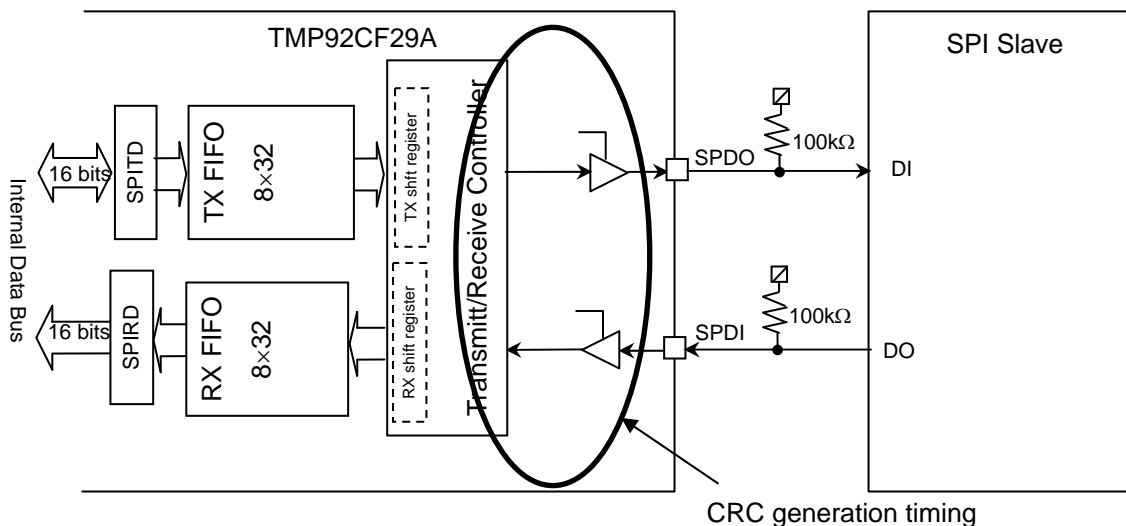 TMP92CF29A
SPI Slave
Internal Data Bus
16 bits
SPITD
TX FIFO
8×32
TX shft register
Transmitt/Receive Controller
SPDO
100kΩ
DI
16 bits
SPIRD
RX FIFO
8×32
RX shift register
SPDI
100kΩ
DO
CRC generation timing